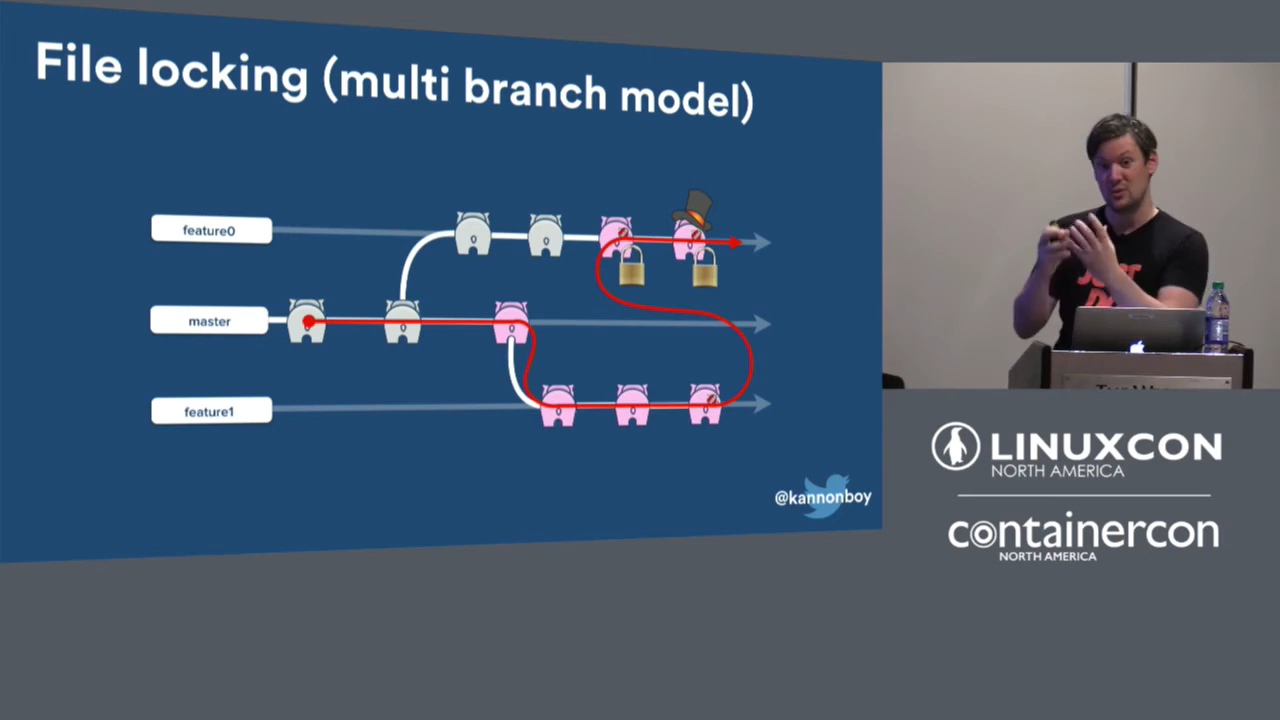 File locking (multi branch model)
feature0
master
feature1
@kannonboy
LINUXCON
NORTH AMERICA
containercon
NORTH AMERICA